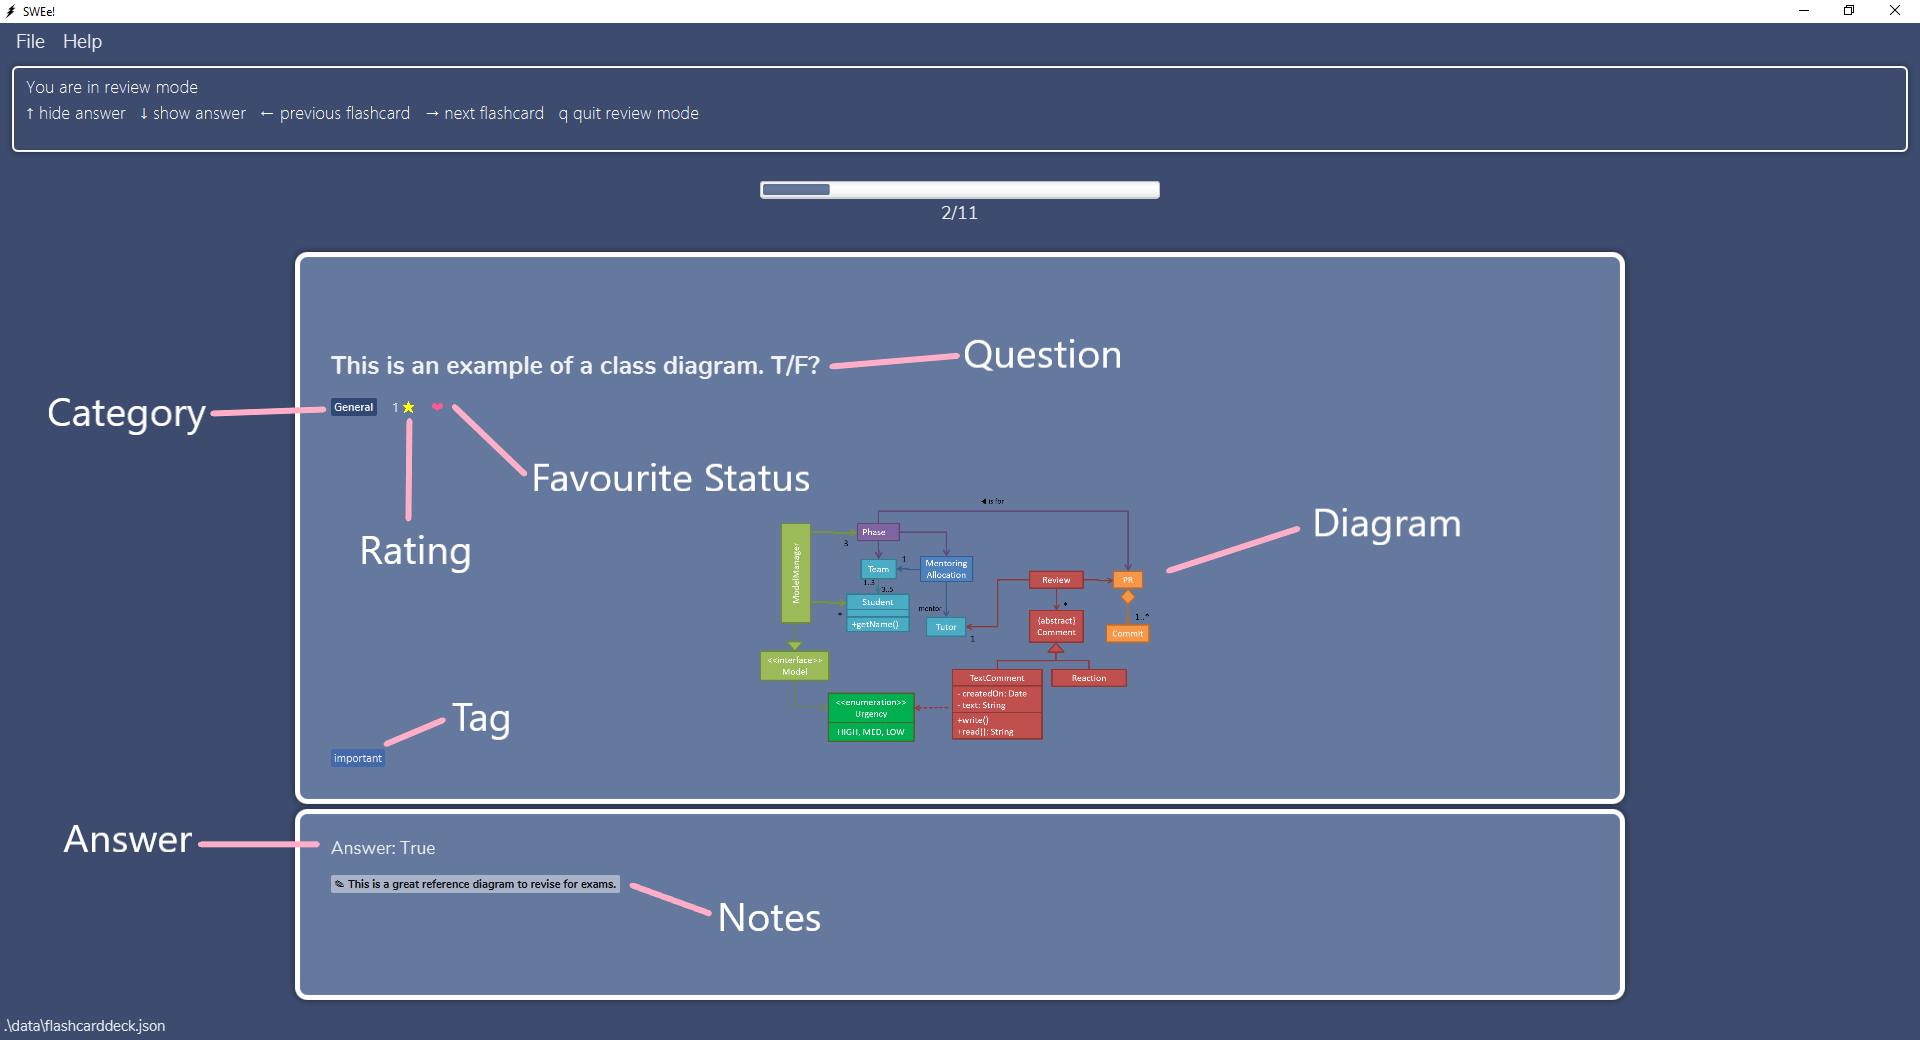 SWEe!
File Help
You are in review mode
↑ hide answer ↓ show answer ← previous flashcard → next flashcard q quit review mode
2/11
This is an example of a class diagram. T/F?
Question
Category
General 1 ★ ❤
Favourite Status
Rating
Diagram
◀ is for
ModelManager
Phase
3
Team
1
Mentoring
Allocation
1..3
3..5
Student
+getName()
*
mentor
Tutor
1
Review
*
{abstract}
Comment
PR
1..*
Commit
<<interface>>
Model
<<enumeration>>
Urgency
HIGH, MED, LOW
TextComment
- createdOn: Date
- text: String
+write()
+read(): String
Reaction
Tag
important
Answer
Answer: True
✎ This is a great reference diagram to revise for exams.
Notes
.\data\flashcarddeck.json